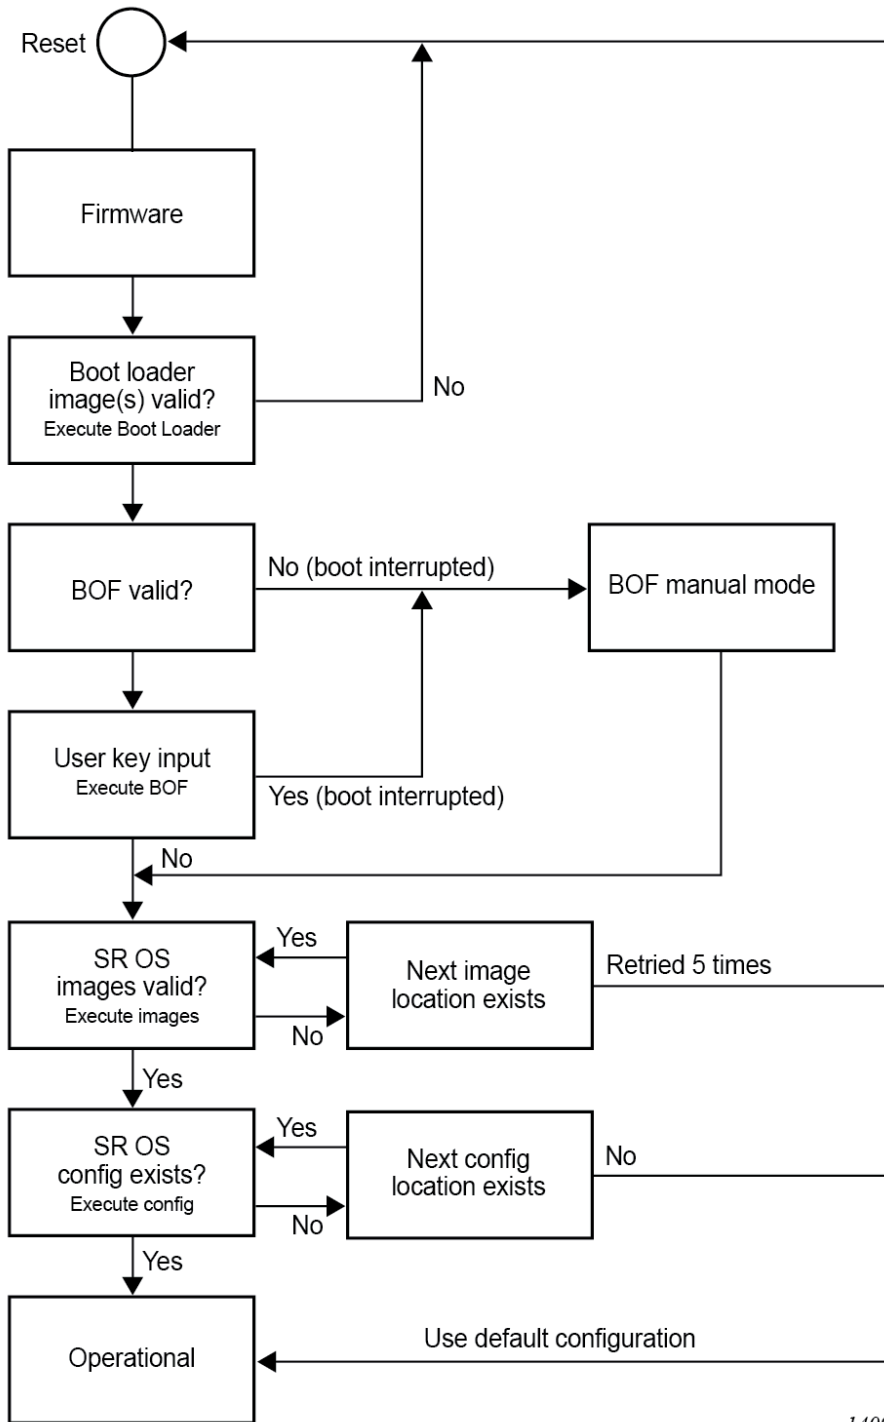 Reset
Firmware
Boot loader
image(s) valid?
Execute Boot Loader
No
BOF valid?
No (boot interrupted)
BOF manual mode
User key input
Execute BOF
Yes (boot interrupted)
No
SR OS
images valid?
Execute images
Yes
No
Next image
location exists
Retried 5 times
Yes
SR OS
config exists?
Execute config
Yes
No
Next config
location exists
No
Yes
Operational
Use default configuration